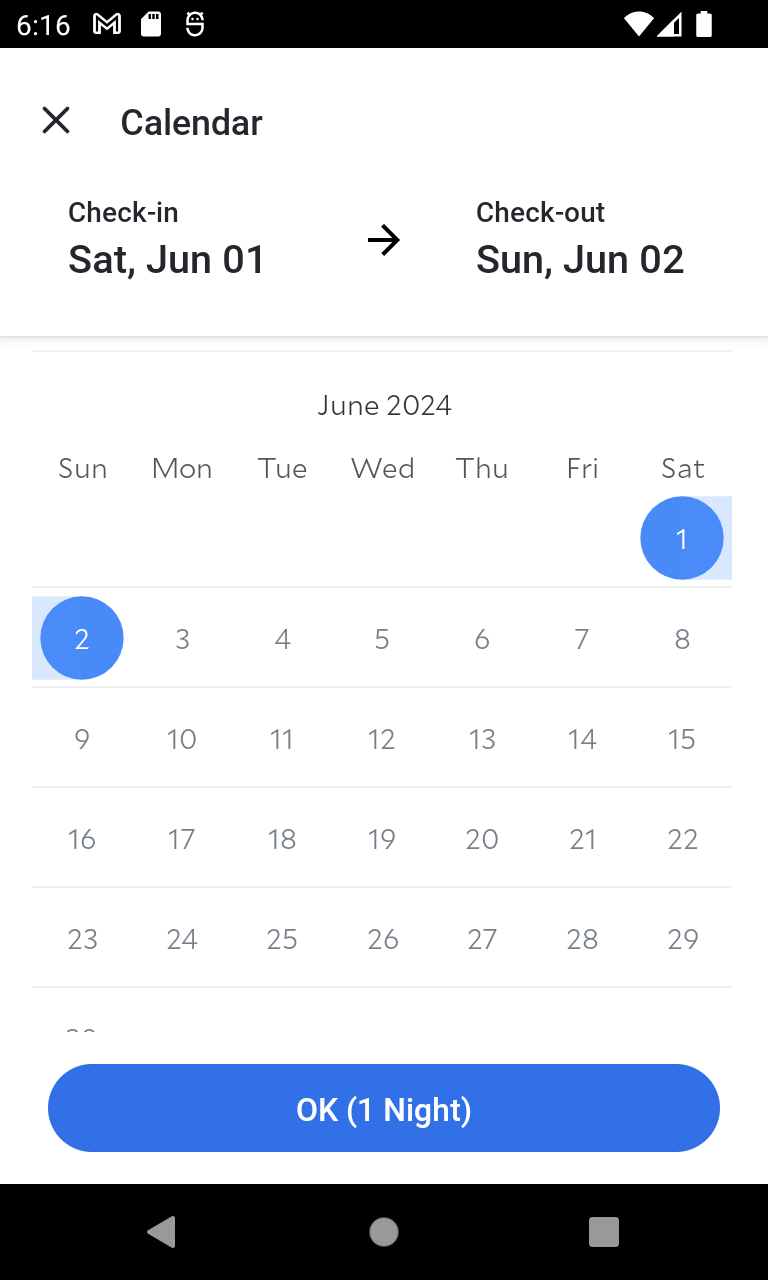 6:16
Calendar
Check-in
Check-out
Sat, Jun 01
Sun, Jun 02
June 2024
Sun Mon Tue Wed Thu Fri Sat
1
2 3 4 5 6 7 8
9 10 11 12 13 14 15
16 17 18 19 20 21 22
23 24 25 26 27 28 29
OK (1 Night)